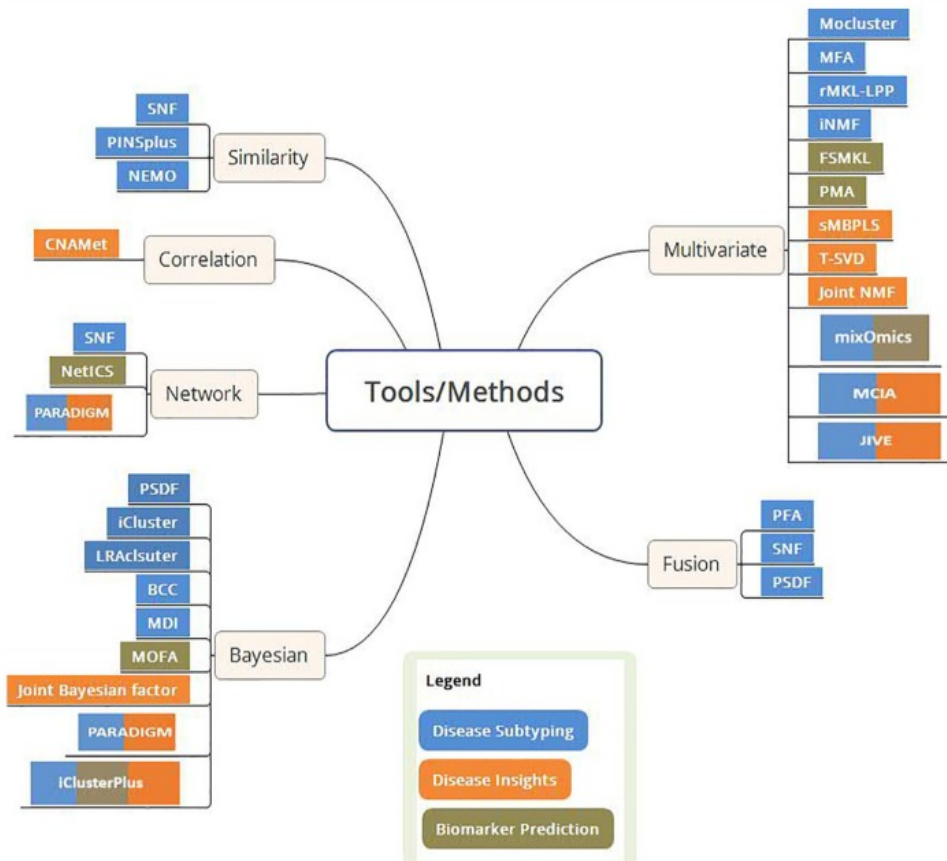 SNF
PINSplus
NEMO
Similarity
CNAMet
Correlation
SNF
NetICS
PARADIGM
Network
PSDF
iCluster
LRAclsuter
BCC
MDI
MOFA
Joint Bayesian factor
PARADIGM
iClusterPlus
Bayesian
Tools/Methods
Mocluster
MFA
rMKL-LPP
iNMF
FSMKL
PMA
sMBPLS
T-SVD
Joint NMF
mixOmics
MCIA
JIVE
Multivariate
PFA
SNF
PSDF
Fusion
Legend
Disease Subtyping
Disease Insights
Biomarker Prediction